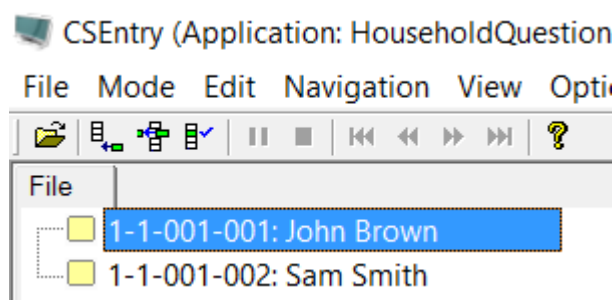 CSEntry (Application: HouseholdQuestion
File Mode Edit Navigation View Opti
File
1-1-001-001: John Brown
1-1-001-002: Sam Smith